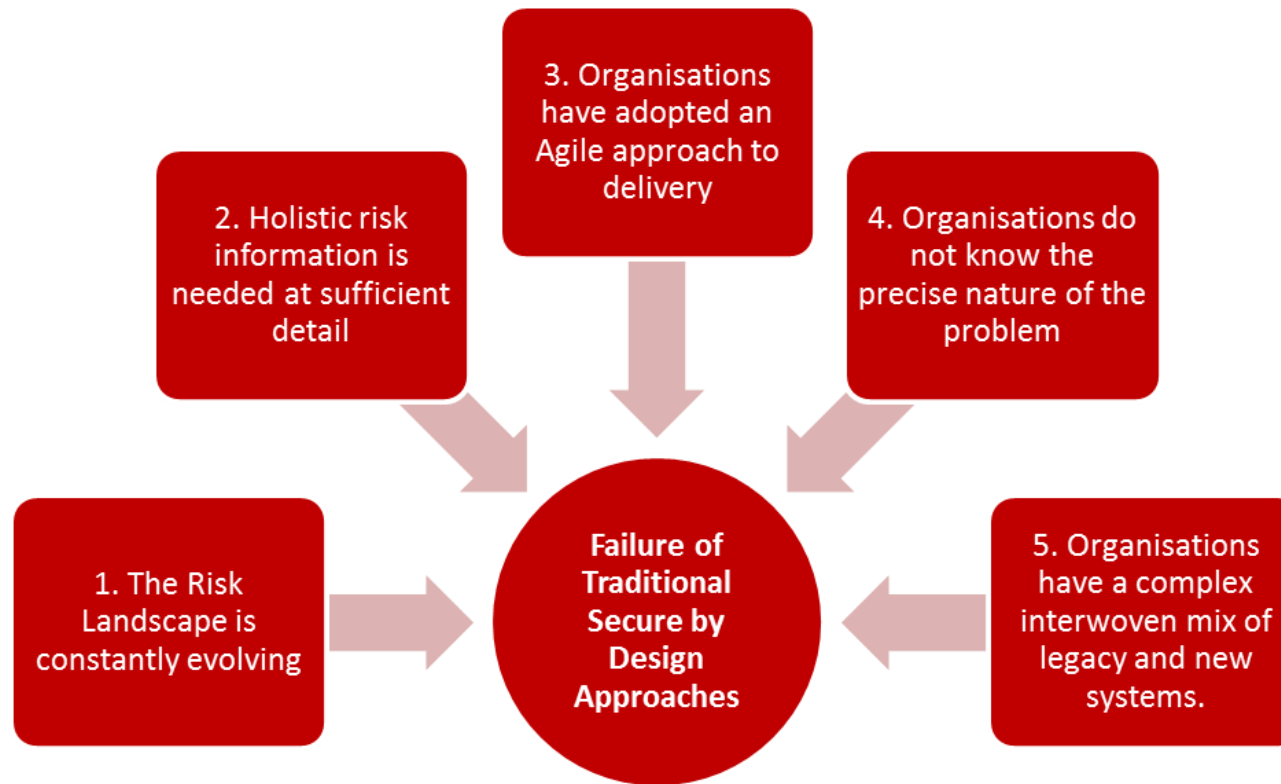 3. Organisations
have adopted an
Agile approach to
delivery
2. Holistic risk
information is
needed at sufficient
detail
4. Organisations do
not know the
precise nature of the
problem
1. The Risk
Landscape is
constantly evolving
Failure of
Traditional
Secure by
Design
Approaches
5. Organisations
have a complex
interwoven mix of
legacy and new
systems.